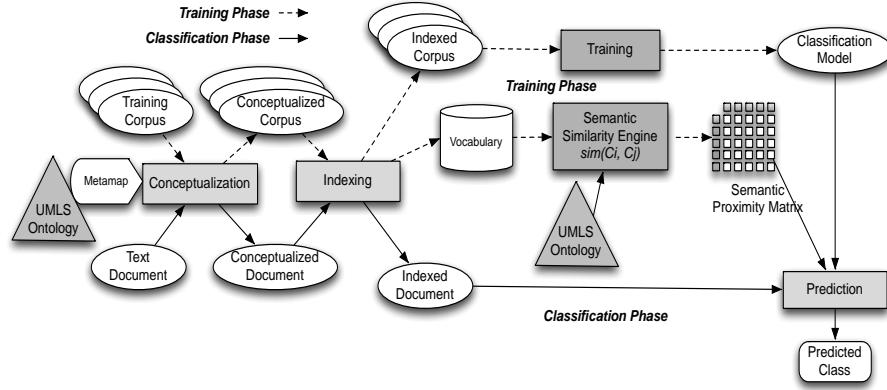 Training Phase
Classification Phase
Indexed
Corpus
Training
Classification
Model
Training Phase
Training
Corpus
Conceptualized
Corpus
Vocabulary
Semantic
Similarity Engine
sim(Ci, Cj)
Metamap
Conceptualization
Indexing
UMLS
Ontology
Semantic
Proximity Matrix
UMLS
Ontology
Text
Document
Conceptualized
Document
Indexed
Document
Prediction
Classification Phase
Predicted
Class